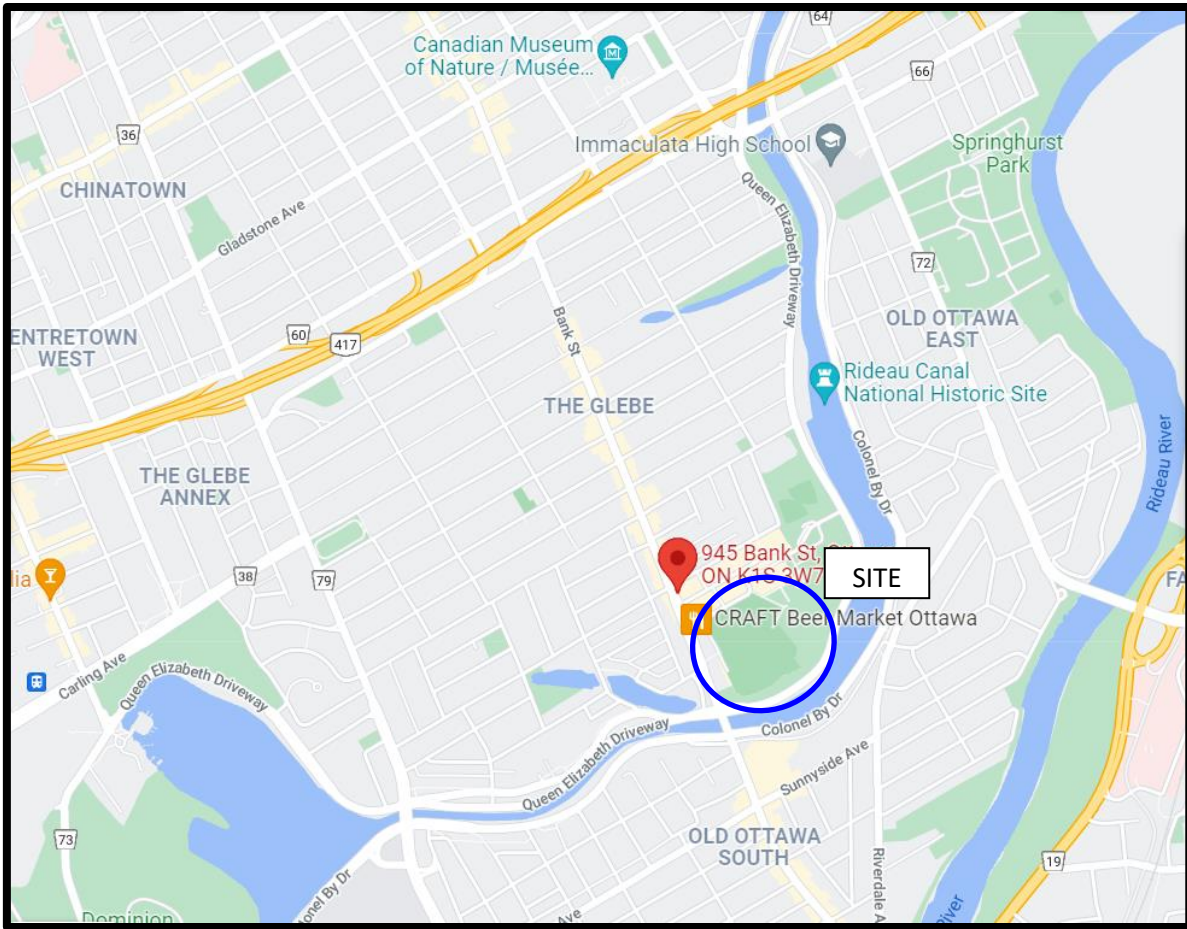 64
Canadian Museum
of Nature / Musée...
66
36
Immaculata High School
Springhurst
Park
CHINATOWN
Queen Elizabeth Driveway
Gladstone Ave
72
Bank St
OLD OTTAWA
EAST
ENTRETOWN
WEST
60
417
Rideau Canal
National Historic Site
THE GLEBE
Rideau River
Colonel By Dr
THE GLEBE
ANNEX
945 Bank St,
ON K1S 3W7
SITE
lia
38
79
FA
CRAFT Beer Market Ottawa
Carling Ave
Queen Elizabeth Driveway
Colonel By Dr
Queen Elizabeth Driveway
Sunnyside Ave
OLD OTTAWA
SOUTH
73
Riverdale A
19
onel By Dr
River
Dominion
Ave